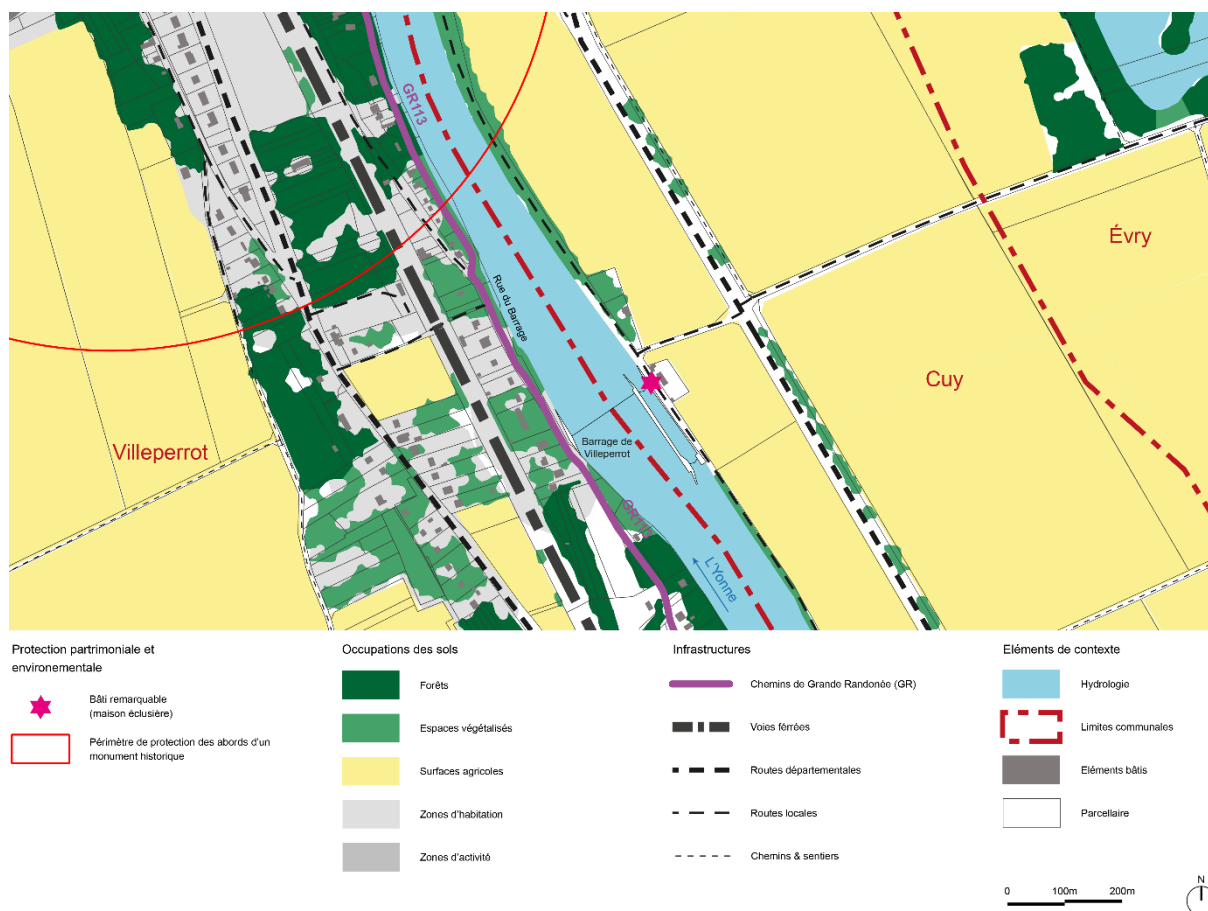 GR113
Évry
Rue du Barrage
Cuy
Villeperrot
Barrage de
Villeperrot
L'Yonne
Protection partrimoniale et
environementale
Bâti remarquable
(maison éclusière)
Périmètre de protection des abords d'un
monument historique
Occupations des sols
Forêts
Espaces végétalisés
Surfaces agricoles
Zones d'habitation
Zones d'activité
Infrastructures
Chemins de Grande Randonée (GR)
Voies férrées
Routes départementales
Routes locales
Chemins & sentiers
Eléments de contexte
Hydrologie
Limites communales
Eléments bâtis
Parcellaire
0 100m 200m
N